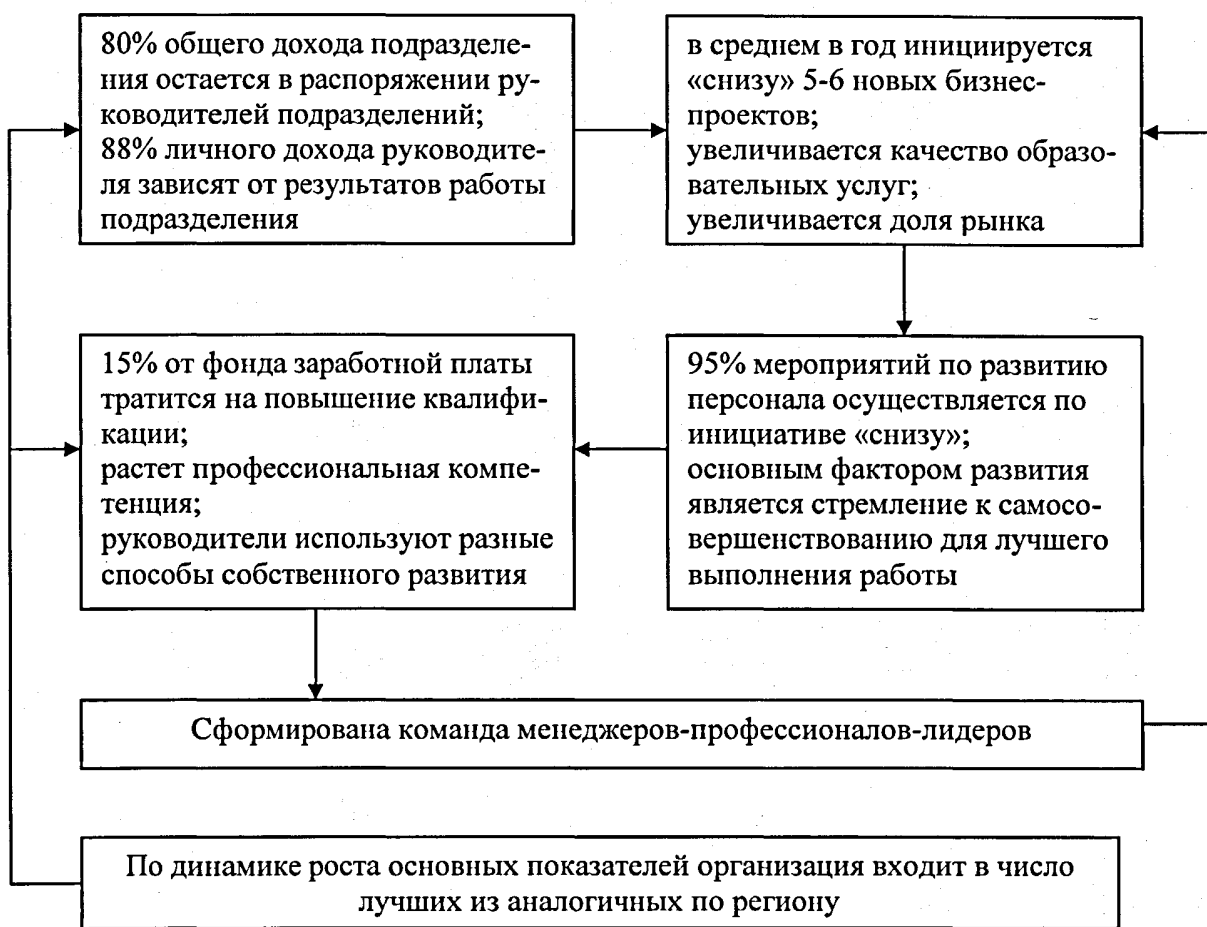 80% общего дохода подразделе-
ния остается в распоряжении ру-
ководителей подразделений;
88% личного дохода руководите-
ля зависят от результатов работы
подразделения
в среднем в год инициируется
«снизу» 5-6 новых бизнес-
проектов;
увеличивается качество образо-
вательных услуг;
увеличивается доля рынка
15% от фонда заработной платы
тратится на повышение квалифи-
кации;
растет профессиональная компе-
тенция;
руководители используют разные
способы собственного развития
95% мероприятий по развитию
персонала осуществляется по
инициативе «снизу»;
основным фактором развития
является стремление к самосо-
вершенствованию для лучшего
выполнения работы
Сформирована команда менеджеров-профессионалов-лидеров
По динамике роста основных показателей организация входит в число
лучших из аналогичных по региону